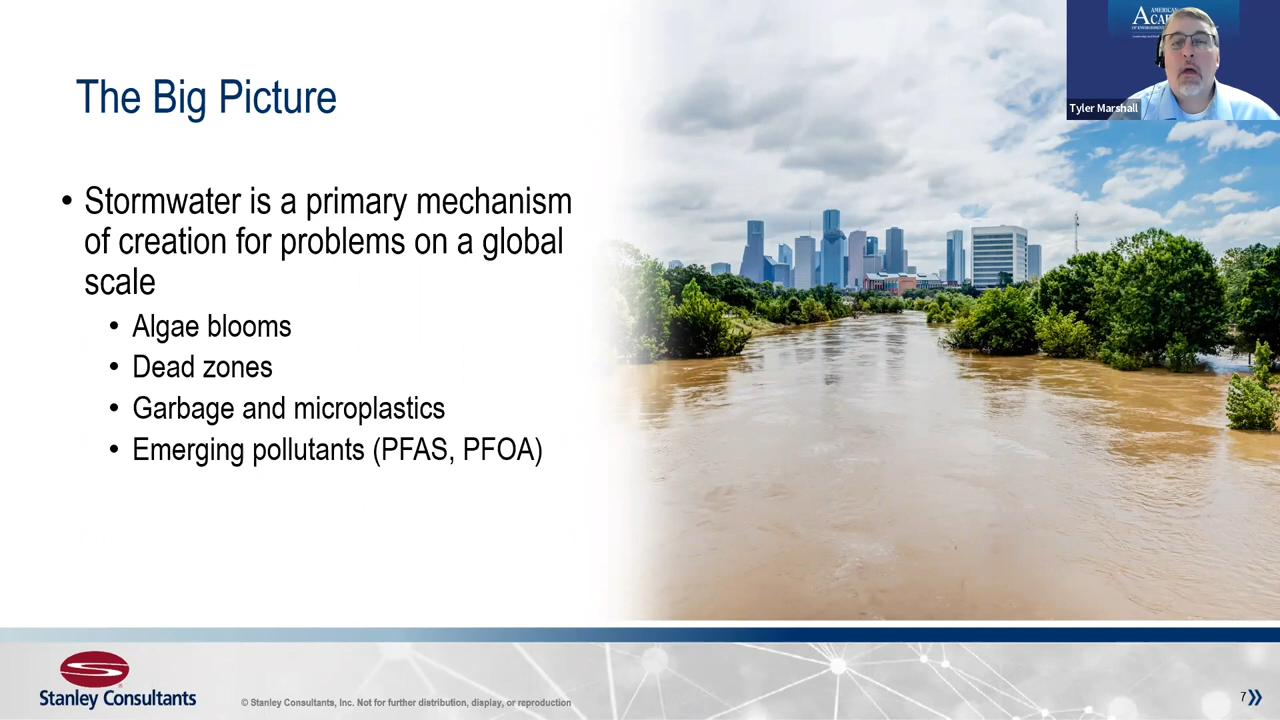 AMERICAN
ACA
Tyler Marshall
The Big Picture
• Stormwater is a primary mechanism
of creation for problems on a global
scale
• Algae blooms
• Dead zones
• Garbage and microplastics
• Emerging pollutants (PFAS, PFOA)
Stanley Consultants
© Stanley Consultants, Inc. Not for further distribution, display, or reproduction
7